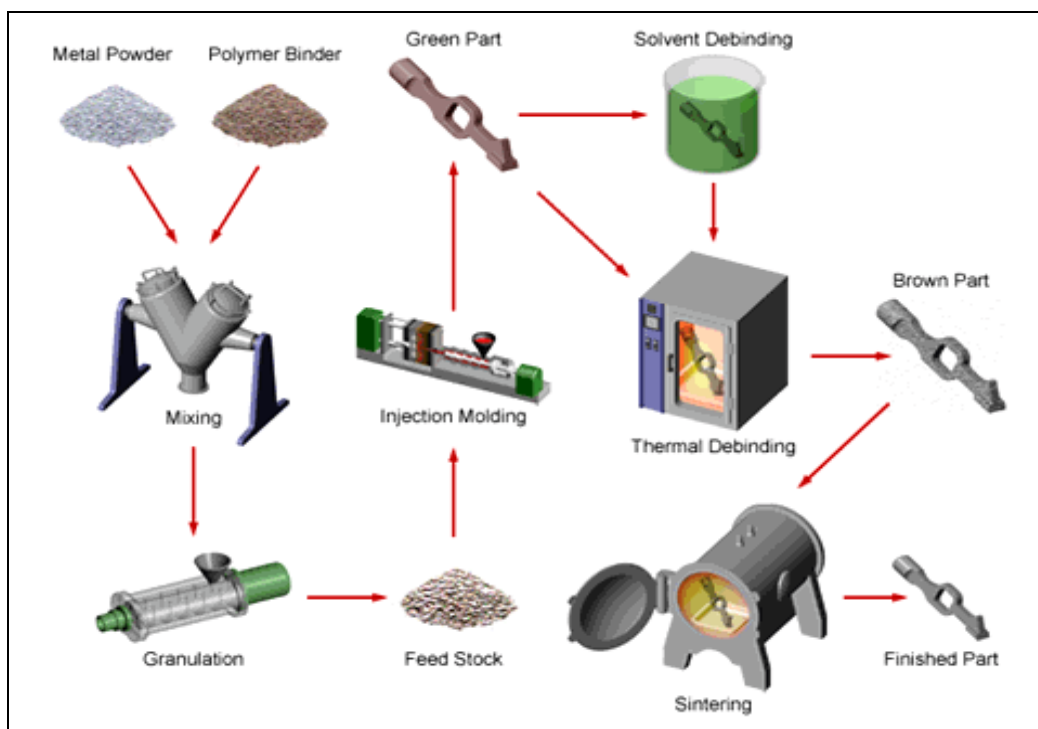 Metal Powder
Polymer Binder
Green Part
Solvent Debinding
Mixing
Injection Molding
Thermal Debinding
Brown Part
Granulation
Feed Stock
Sintering
Finished Part